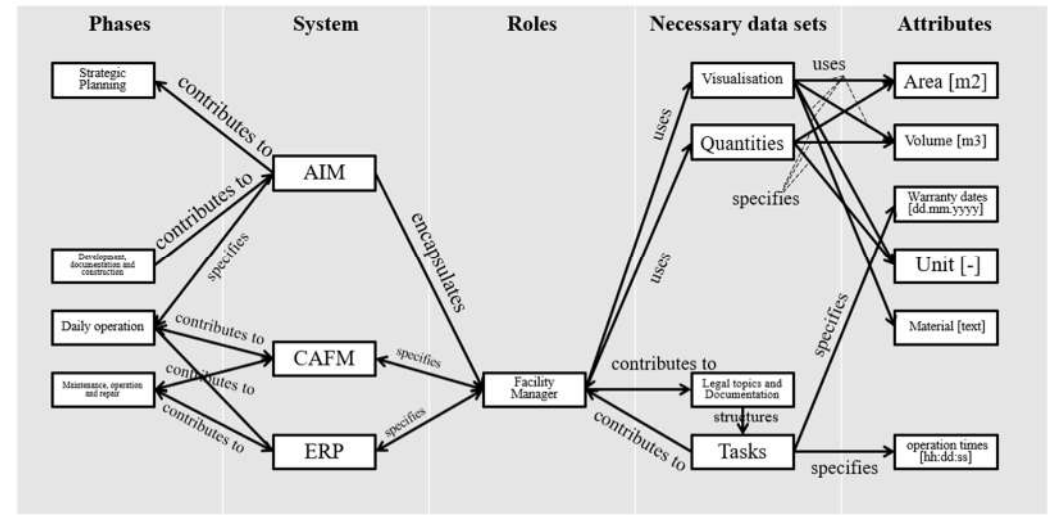 Phases
System
Roles
Necessary data sets
Attributes
Strategic
Planning
Development,
documentation and
construction
Daily operation
Maintenance, operation
and repair
contributes to
contributes to
specifies
contributes to
contributes to
contributes to
AIM
CAFM
ERP
encapsulates
specifies
specifies
Facility
Manager
uses
uses
contributes to
contributes to
Visualisation
Quantities
specifies
Legal topics and
Documentation
structures
Tasks
uses
specifies
specifies
Area [m2]
Volume [m3]
Warranty dates
[dd.mm.yyyy]
Unit [-]
Material [text]
operation times
[hh:dd:ss]